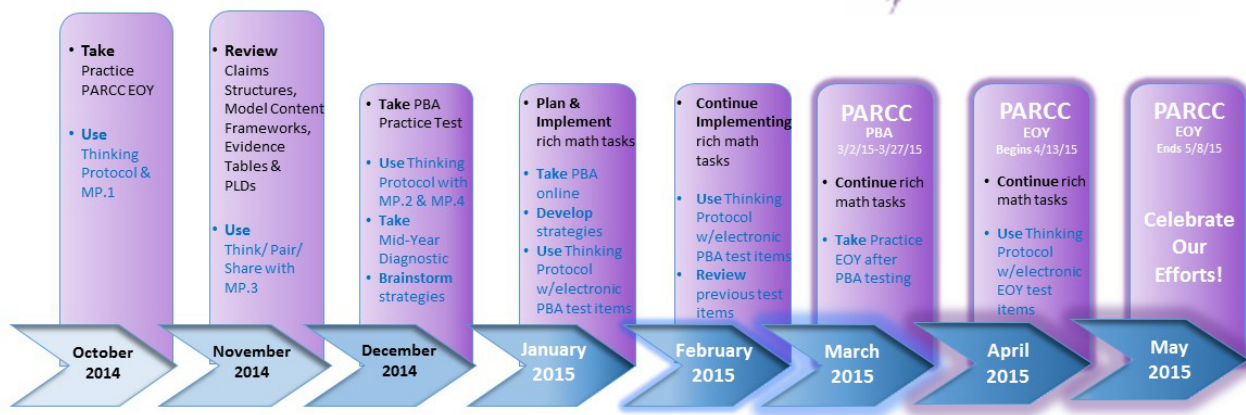 • Take
Practice
PARCC EOY
• Use
Thinking
Protocol &
MP.1
October
2014
• Review
Claims
Structures,
Model Content
Frameworks,
Evidence
Tables &
PLDs
• Use
Think/ Pair/
Share with
MP.3
November
2014
• Take PBA
Practice Test
• Use Thinking
Protocol with
MP.2 & MP.4
• Take
Mid-Year
Diagnostic
• Brainstorm
strategies
December
2014
• Plan &
Implement
rich math tasks
• Take PBA
online
• Develop
strategies
• Use Thinking
Protocol
w/electronic
PBA test items
January
2015
• Continue
Implementing
rich math
tasks
• Use Thinking
Protocol
w/electronic
PBA test items
• Review
previous test
items
February
2015
PARCC
PBA
3/2/15-3/27/15
• Continue rich
math tasks
• Take Practice
EOY after
PBA testing
March
2015
PARCC
EOY
Begins 4/13/15
• Continue rich
math tasks
• Use Thinking
Protocol
w/electronic
EOY test
items
April
2015
PARCC
EOY
Ends 5/8/15
Celebrate
Our
Efforts!
May
2015